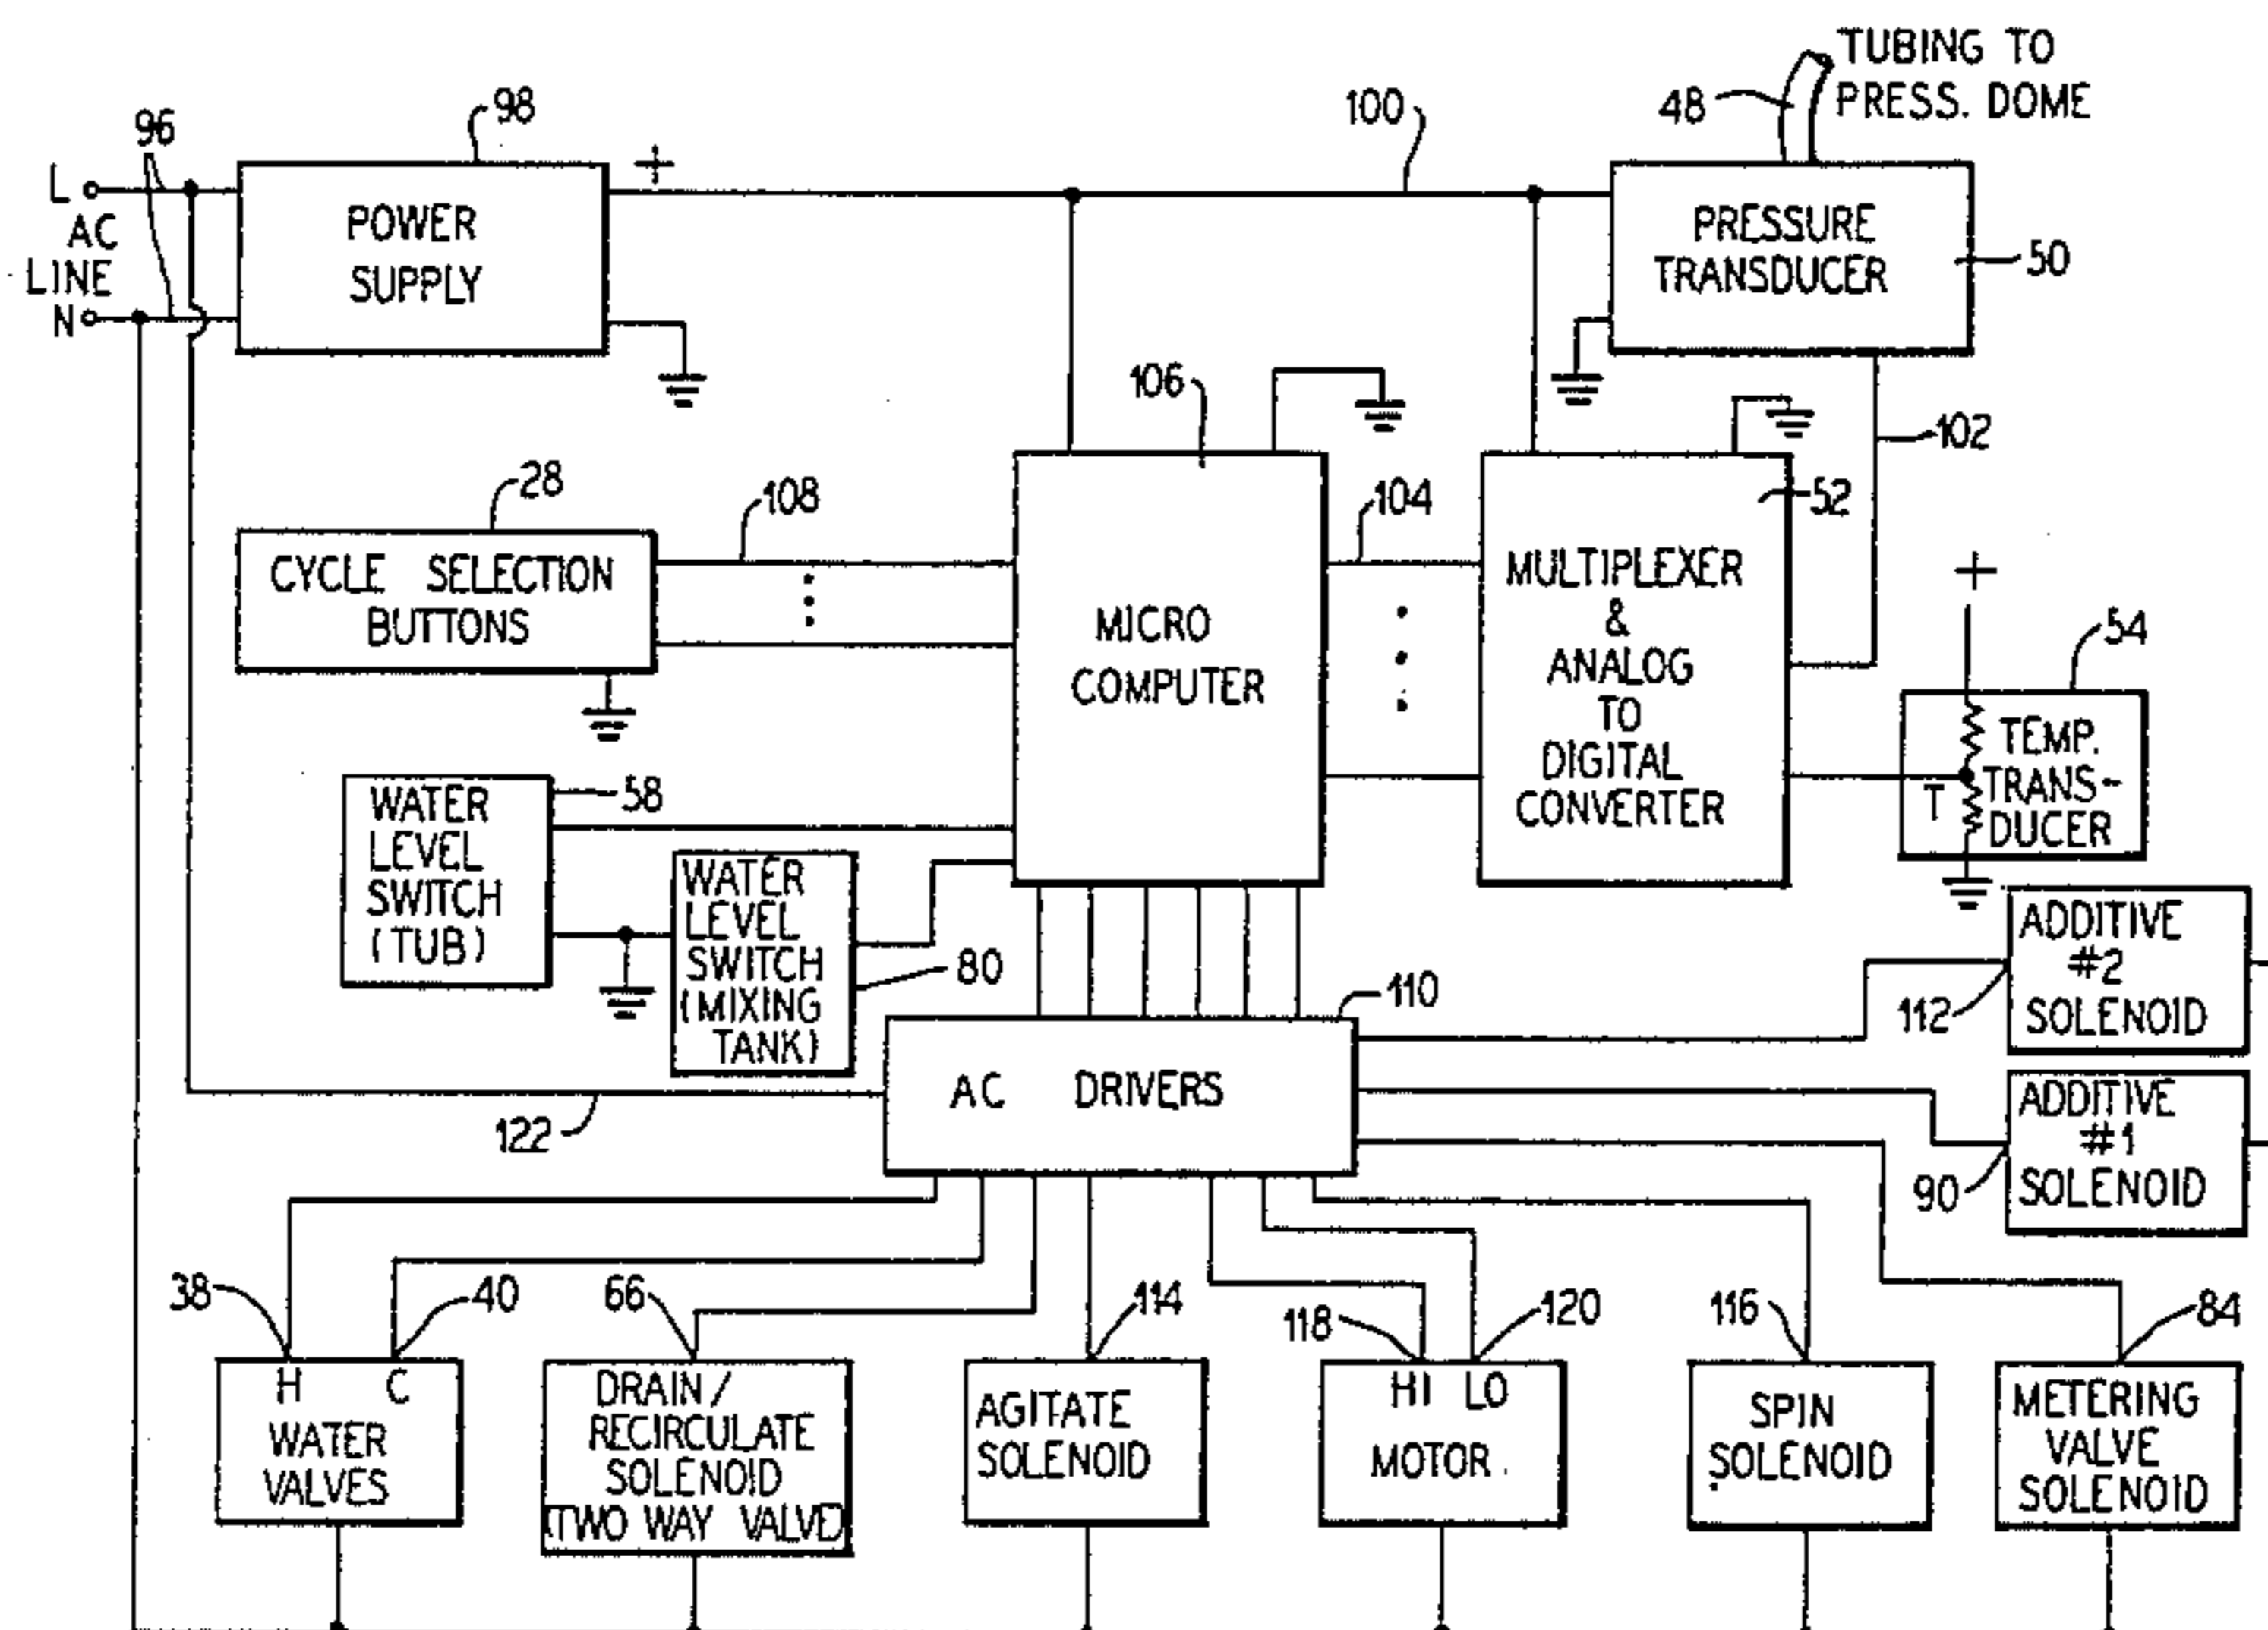 TUBING TO
PRESS. DOME
48
98
96
100
+
L
AC
LINE
N
POWER
SUPPLY
PRESSURE
TRANSDUCER
50
106
102
28
108
104
52
CYCLE SELECTION
BUTTONS
MICRO
COMPUTER
MULTIPLEXER
&
ANALOG
TO
DIGITAL
CONVERTER
+
54
TEMP.
TRANS-
DUCER
T
WATER
LEVEL
SWITCH
(TUB)
58
WATER
LEVEL
SWITCH
(MIXING
TANK)
80
110
ADDITIVE
#2
SOLENOID
112
AC DRIVERS
122
ADDITIVE
#1
SOLENOID
90
38
40
66
114
118
120
116
84
H C
WATER
VALVES
DRAIN/
RECIRCULATE
SOLENOID
(TWO WAY VALVE)
AGITATE
SOLENOID
HI LO
MOTOR
SPIN
SOLENOID
METERING
VALVE
SOLENOID